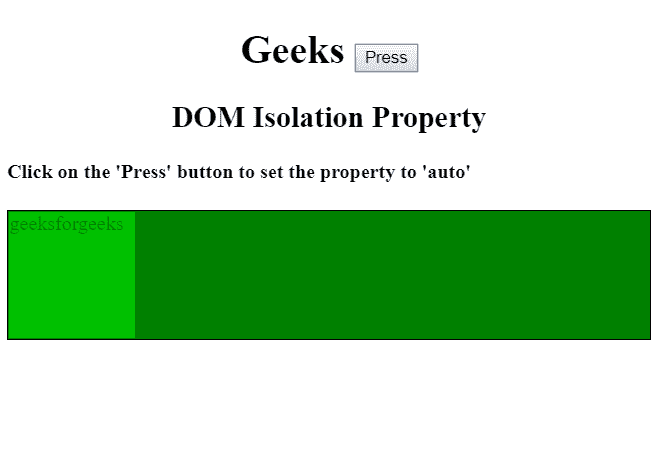 Geeks Press
DOM Isolation Property
Click on the 'Press' button to set the property to 'auto'
geeksforgeeks